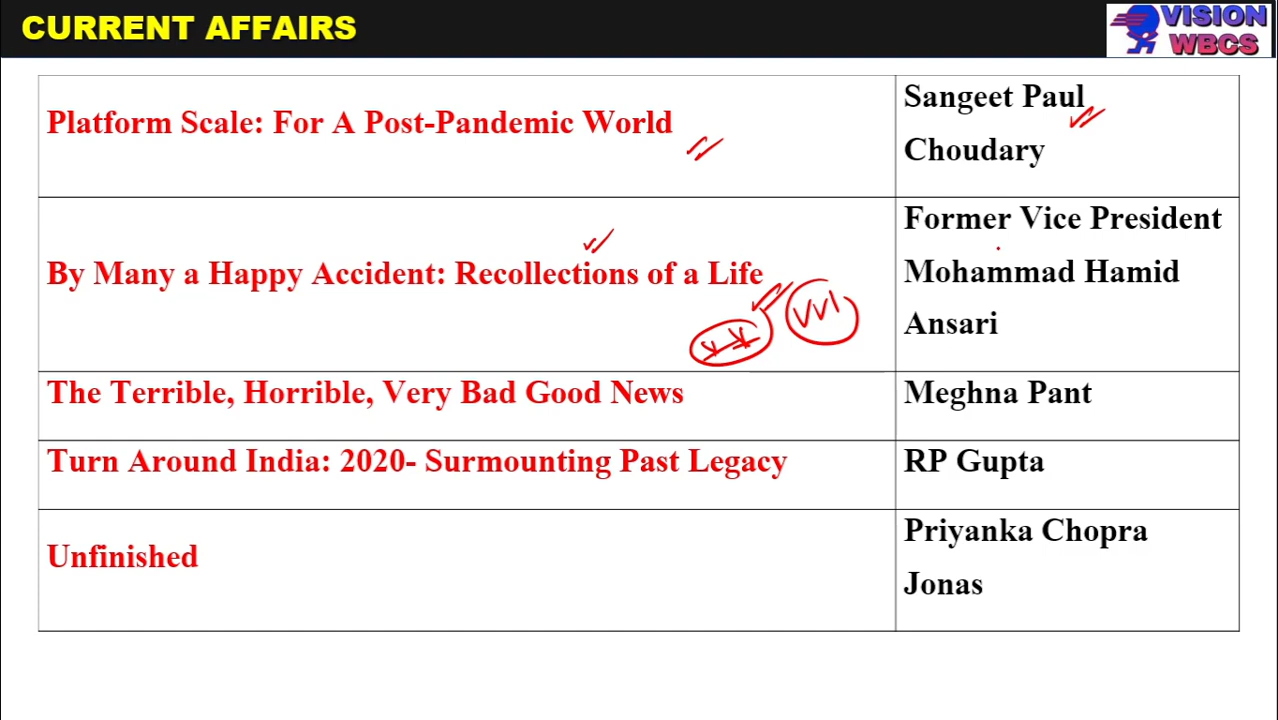 CURRENT AFFAIRS
VISION
WBCS
Platform Scale: For A Post-Pandemic World
Sangeet Paul
Choudary
By Many a Happy Accident: Recollections of a Life
Former Vice President
Mohammad Hamid
Ansari
VVI
The Terrible, Horrible, Very Bad Good News
Meghna Pant
Turn Around India: 2020- Surmounting Past Legacy
RP Gupta
Unfinished
Priyanka Chopra
Jonas